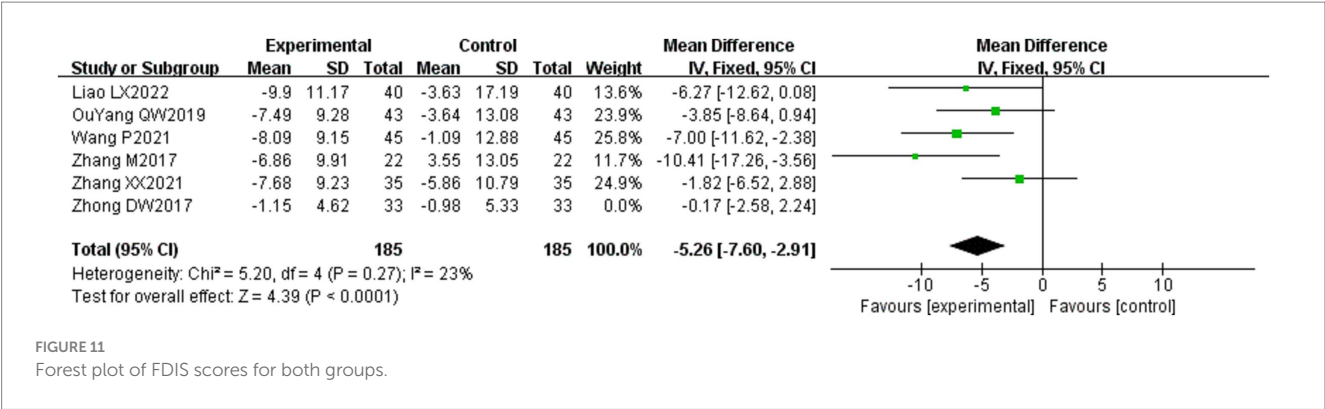 Experimental Control Mean Difference Mean Difference
Study or Subgroup Mean SD Total Mean SD Total Weight IV, Fixed, 95% CI IV, Fixed, 95% CI
Liao LX2022 -9.9 11.17 40 -3.63 17.19 40 13.6% -6.27 [-12.62, 0.08]
OuYang QW2019 -7.49 9.28 43 -3.64 13.08 43 23.9% -3.85 [-8.64, 0.94]
Wang P2021 -8.09 9.15 45 -1.09 12.88 45 25.8% -7.00 [-11.62, -2.38]
Zhang M2017 -6.86 9.91 22 3.55 13.05 22 11.7% -10.41 [-17.26, -3.56]
Zhang XX2021 -7.68 9.23 35 -5.86 10.79 35 24.9% -1.82 [-6.52, 2.88]
Zhong DW2017 -1.15 4.62 33 -0.98 5.33 33 0.0% -0.17 [-2.58, 2.24]
Total (95% CI) 185 185 100.0% -5.26 [-7.60, -2.91]
Heterogeneity: Chi² = 5.20, df = 4 (P = 0.27); I² = 23%
Test for overall effect: Z = 4.39 (P < 0.0001)
-10 -5 0 5 10
Favours [experimental] Favours [control]
FIGURE 11
Forest plot of FDIS scores for both groups.